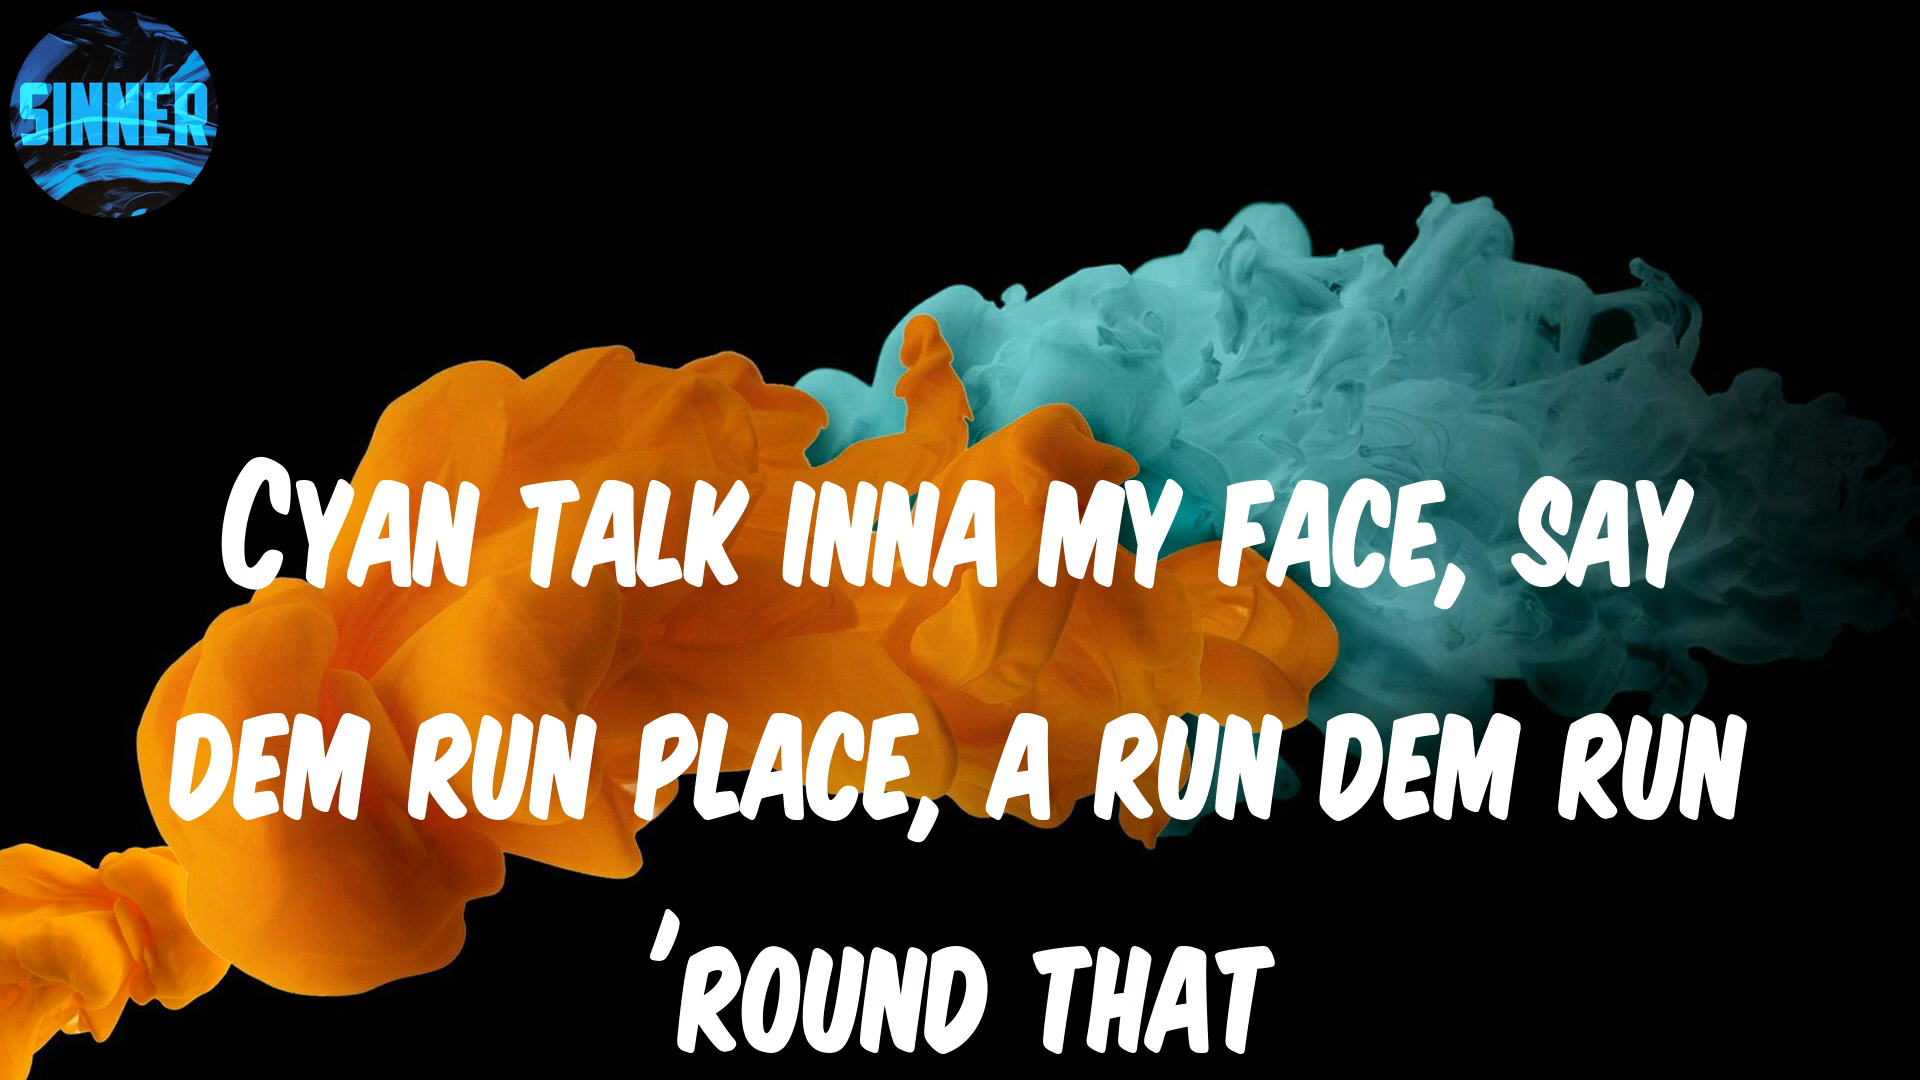 SINNER
CYAN TALK INNA MY FACE, SAY
DEM RUN PLACE, A RUN DEM RUN
'ROUND THAT